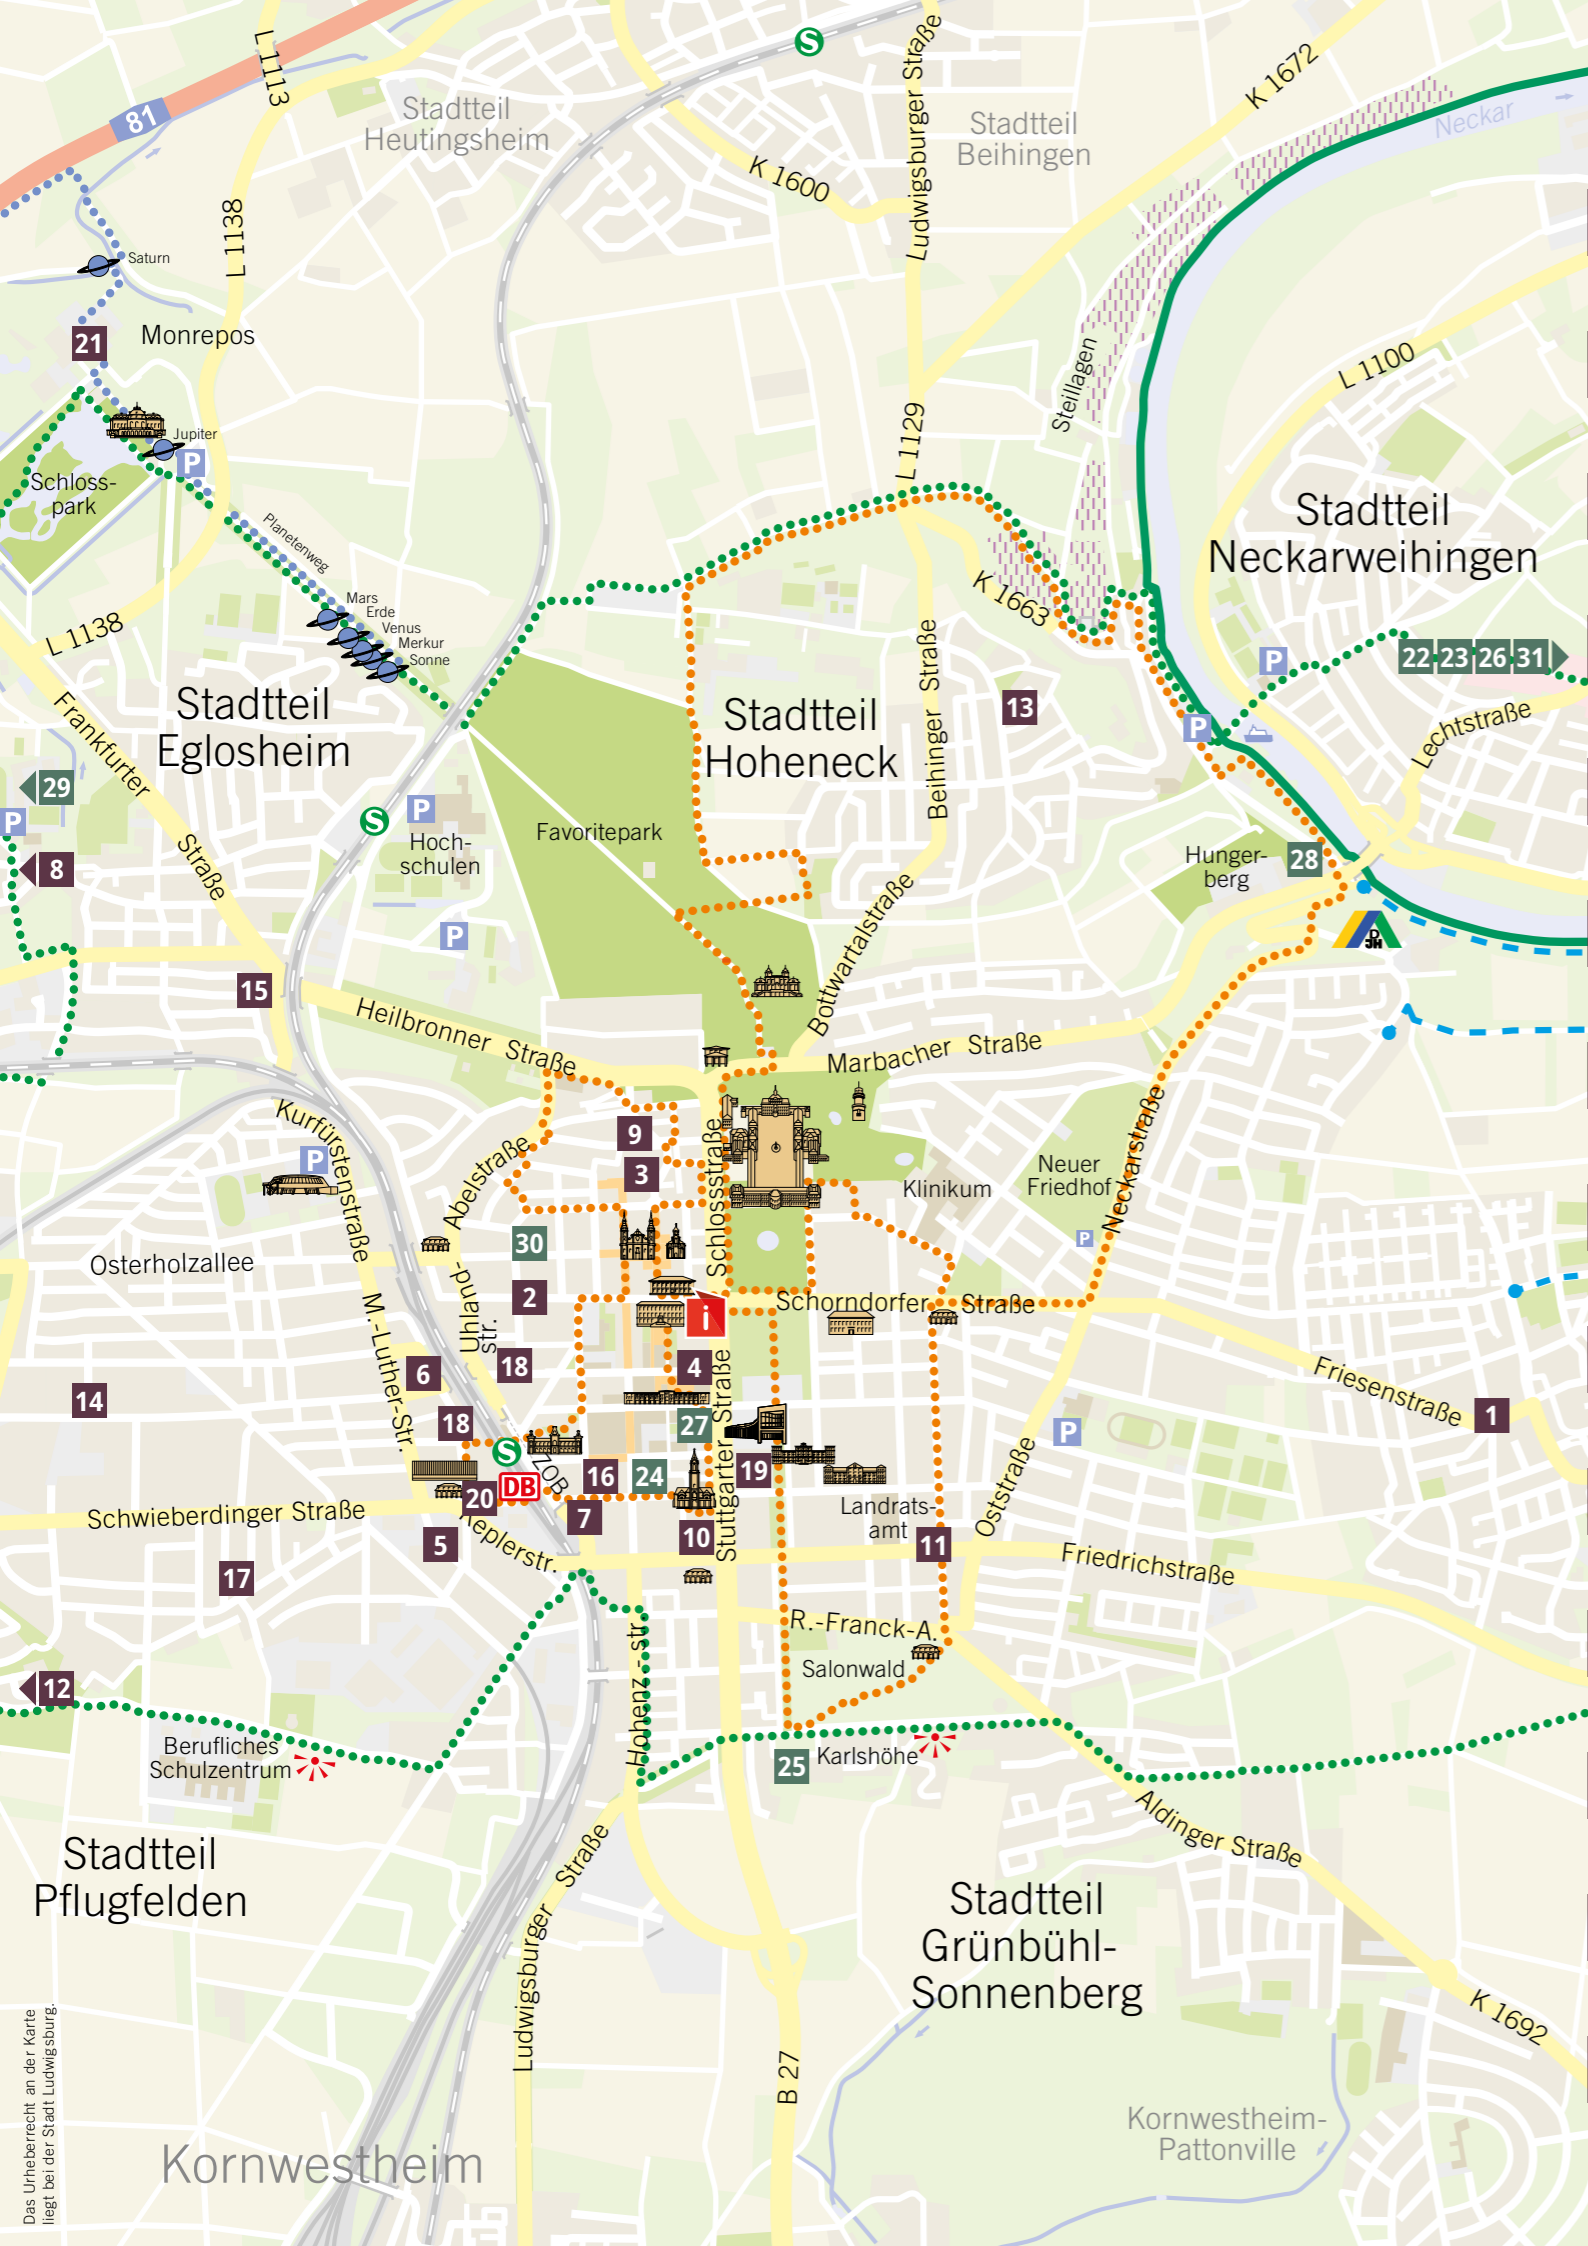 L 1113
Stadtteil
Heutingsheim
S
Ludwigsburger Straße
Stadtteil
Beihingen
K 1672
Neckar
81
K 1600
L 1138
Saturn
21
Monrepos
Steillagen
L 1100
L 1129
Jupiter
P
Schloss-
park
Planetenweg
Stadtteil
Neckarweihingen
Mars
Erde
Venus
Merkur
Sonne
K 1663
L 1138
22
23
26
31
P
Stadtteil
Eglosheim
Frankfurter
Straße
Stadtteil
Hoheneck
Beihinger Straße
13
P
Lechtstraße
29
P
8
S
P
Hoch-
schulen
Favoritepark
Hunger-
berg
28
P
DJH
Bottwartalstraße
15
Heilbronner Straße
Marbacher Straße
Kurfürstenstraße
P
Abelstraße
9
3
Schlossstraße
Klinikum
Neuer
Friedhof
P
Neckarstraße
Osterholzallee
30
2
Uhland-
str.
i
Schorndorfer Straße
M.-Luther-Str.
6
18
4
Friesenstraße
1
14
18
27
Stuttgarter Straße
P
S
ZOB
16
24
19
DB
20
Schwieberdinger Straße
7
10
Landrats-
amt
Oststraße
5
Keplerstr.
11
Friedrichstraße
17
R.-Franck-A.
Salonwald
Hohenz.-str.
12
Berufliches
Schulzentrum
25
Karlshöhe
Aldinger Straße
Stadtteil
Pflugfelden
Ludwigsburger Straße
Stadtteil
Grünbühl-
Sonnenberg
K 1692
B 27
Kornwestheim-
Pattonville
Kornwestheim
Das Urheberrecht an der Karte
liegt bei der Stadt Ludwigsburg.